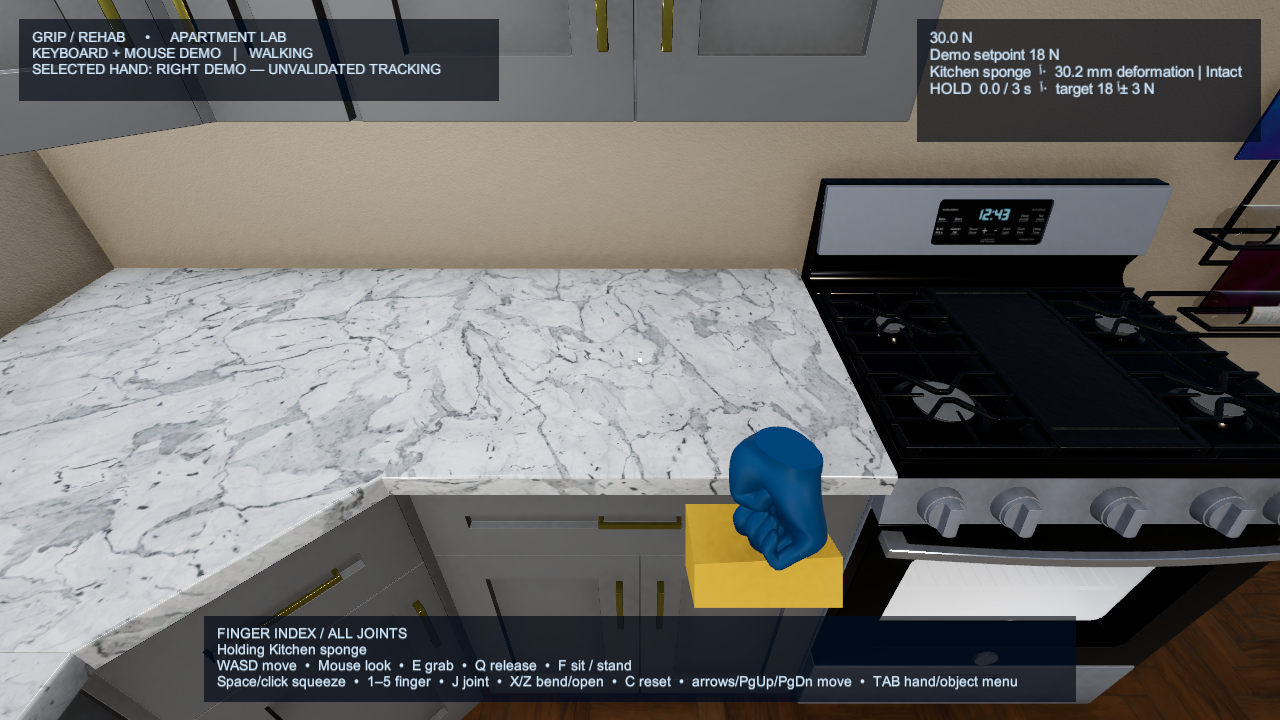 GRIP / REHAB • APARTMENT LAB
KEYBOARD + MOUSE DEMO | WALKING
SELECTED HAND: RIGHT DEMO — UNVALIDATED TRACKING
30.0 N
Demo setpoint 18 N
Kitchen sponge 30.2 mm deformation | Intact
HOLD 0.0 / 3 s target 18 ± 3 N
12:43
FINGER INDEX / ALL JOINTS
Holding Kitchen sponge
WASD move • Mouse look • E grab • Q release • F sit / stand
Space/click squeeze • 1–5 finger • J joint • X/Z bend/open • C reset • arrows/PgUp/PgDn move • TAB hand/object menu